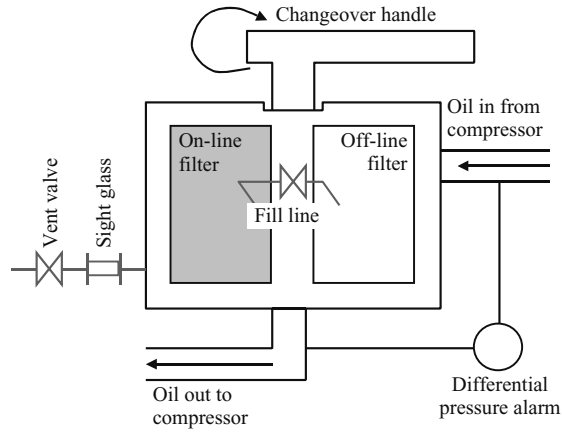 Changeover handle
On-line
filter
Off-line
filter
Oil in from
compressor
Fill line
Vent valve
Sight glass
Oil out to
compressor
Differential
pressure alarm